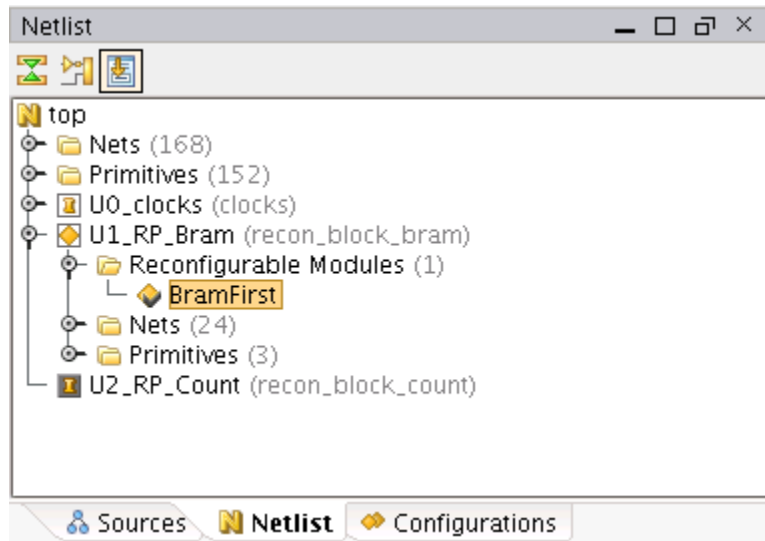 Netlist
top
Nets (168)
Primitives (152)
U0_clocks (clocks)
U1_RP_Bram (recon_block_bram)
Reconfigurable Modules (1)
BramFirst
Nets (24)
Primitives (3)
U2_RP_Count (recon_block_count)
Sources Netlist Configurations